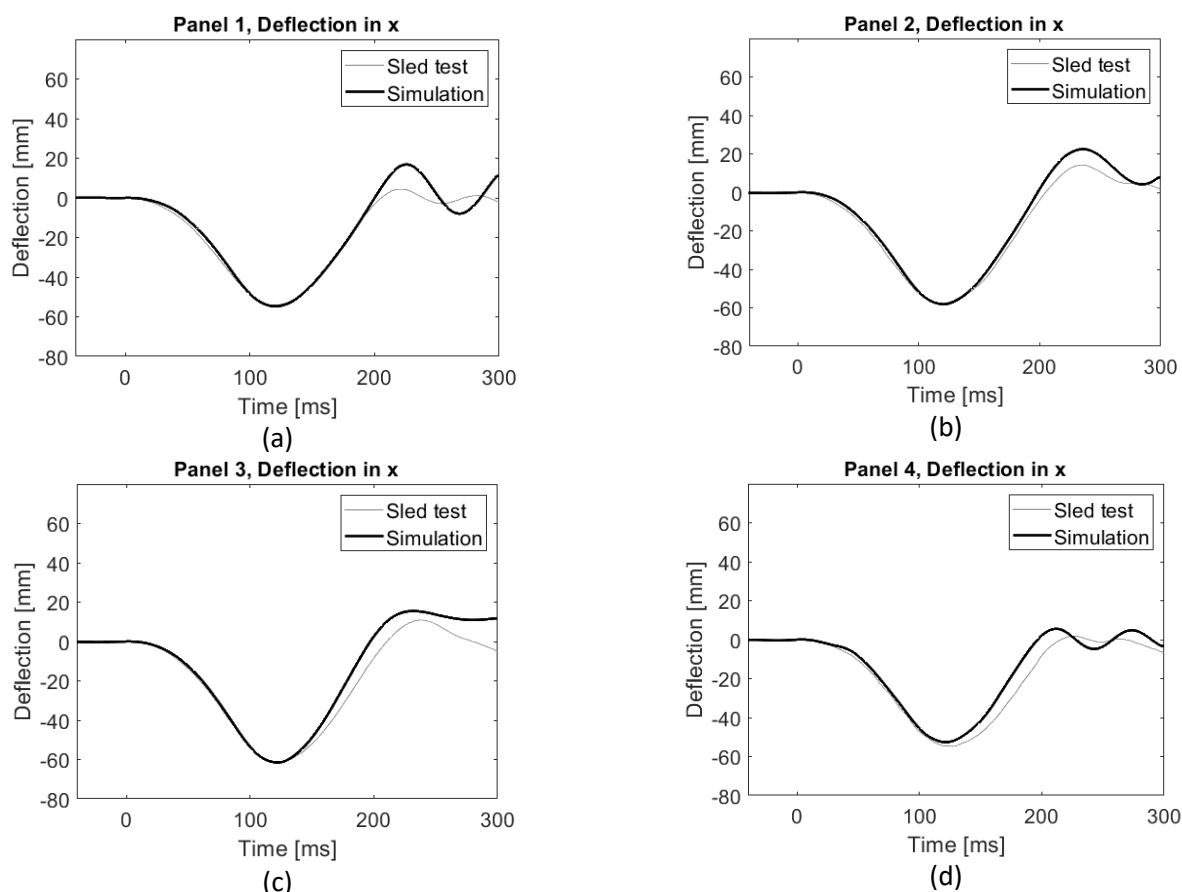 Panel 1, Deflection in x
Sled test
Simulation
60
40
20
0
-20
-40
-60
-80
Deflection [mm]
0
100
200
300
Time [ms]
(a)
Panel 2, Deflection in x
Sled test
Simulation
60
40
20
0
-20
-40
-60
-80
Deflection [mm]
0
100
200
300
Time [ms]
(b)
Panel 3, Deflection in x
Sled test
Simulation
60
40
20
0
-20
-40
-60
-80
Deflection [mm]
0
100
200
300
Time [ms]
(c)
Panel 4, Deflection in x
Sled test
Simulation
60
40
20
0
-20
-40
-60
-80
Deflection [mm]
0
100
200
300
Time [ms]
(d)